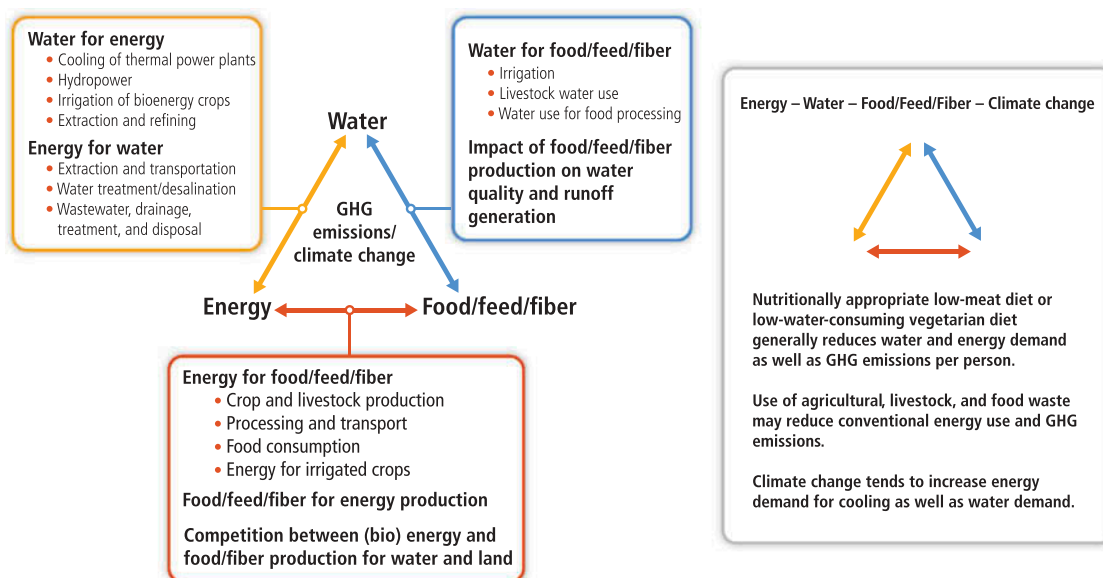 Water for energy
• Cooling of thermal power plants
• Hydropower
• Irrigation of bioenergy crops
• Extraction and refining
Energy for water
• Extraction and transportation
• Water treatment/desalination
• Wastewater, drainage,
treatment, and disposal
Water
GHG
emissions/
climate change
Energy
Food/feed/fiber
Water for food/feed/fiber
• Irrigation
• Livestock water use
• Water use for food processing
Impact of food/feed/fiber
production on water
quality and runoff
generation
Energy for food/feed/fiber
• Crop and livestock production
• Processing and transport
• Food consumption
• Energy for irrigated crops
Food/feed/fiber for energy production
Competition between (bio) energy and
food/fiber production for water and land
Energy – Water – Food/Feed/Fiber – Climate change
Nutritionally appropriate low-meat diet or
low-water-consuming vegetarian diet
generally reduces water and energy demand
as well as GHG emissions per person.
Use of agricultural, livestock, and food waste
may reduce conventional energy use and GHG
emissions.
Climate change tends to increase energy
demand for cooling as well as water demand.